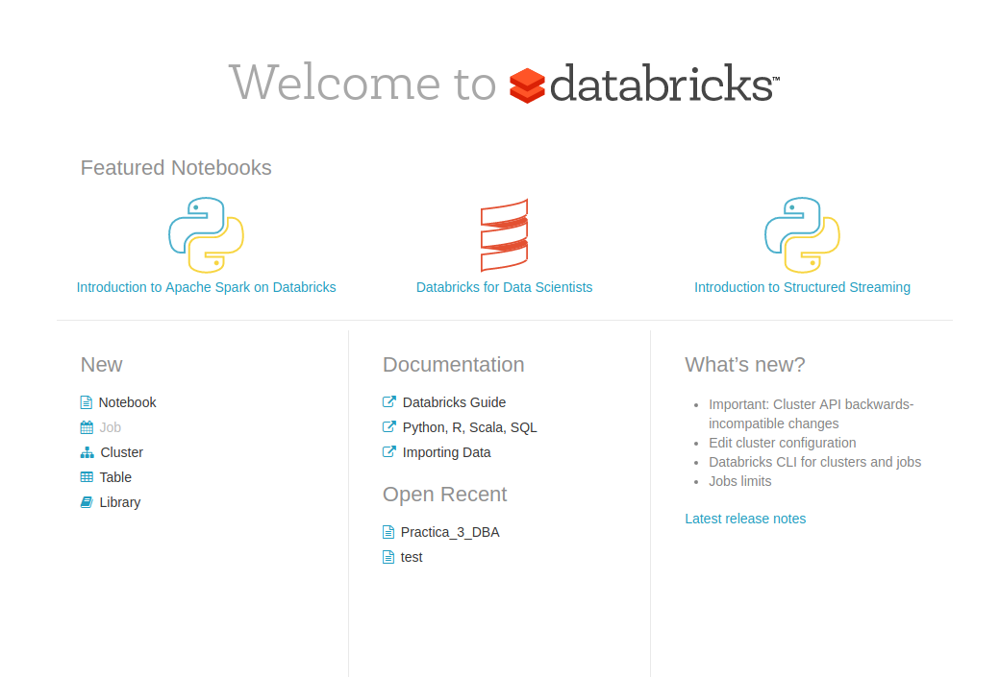 Welcome to databricks™
Featured Notebooks
Introduction to Apache Spark on Databricks
Databricks for Data Scientists
Introduction to Structured Streaming
New
Notebook
Job
Cluster
Table
Library
Documentation
Databricks Guide
Python, R, Scala, SQL
Importing Data
Open Recent
Practica_3_DBA
test
What’s new?
• Important: Cluster API backwards-
incompatible changes
• Edit cluster configuration
• Databricks CLI for clusters and jobs
• Jobs limits
Latest release notes